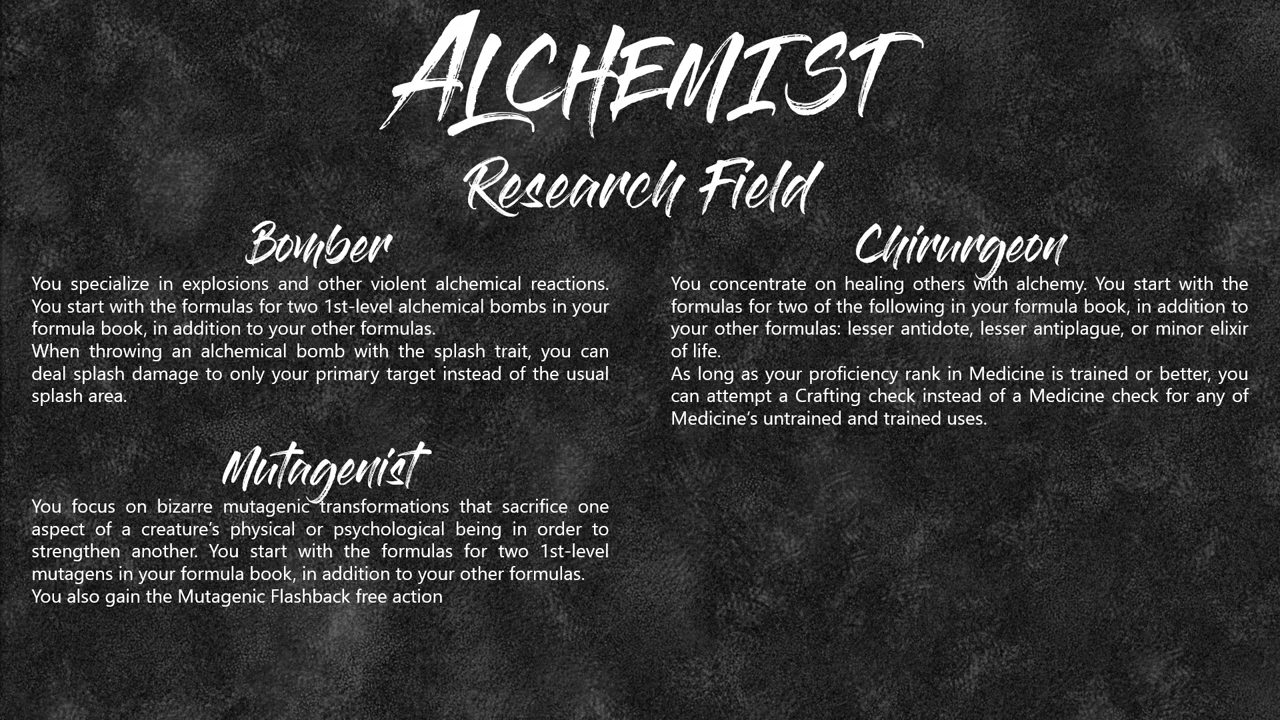 ALCHEMIST
Research Field
Bomber
You specialize in explosions and other violent alchemical reactions.
You start with the formulas for two 1st-level alchemical bombs in your
formula book, in addition to your other formulas.
When throwing an alchemical bomb with the splash trait, you can
deal splash damage to only your primary target instead of the usual
splash area.
Chirurgeon
You concentrate on healing others with alchemy. You start with the
formulas for two of the following in your formula book, in addition to
your other formulas: lesser antidote, lesser antiplague, or minor elixir
of life.
As long as your proficiency rank in Medicine is trained or better, you
can attempt a Crafting check instead of a Medicine check for any of
Medicine’s untrained and trained uses.
Mutagenist
You focus on bizarre mutagenic transformations that sacrifice one
aspect of a creature’s physical or psychological being in order to
strengthen another. You start with the formulas for two 1st-level
mutagens in your formula book, in addition to your other formulas.
You also gain the Mutagenic Flashback free action